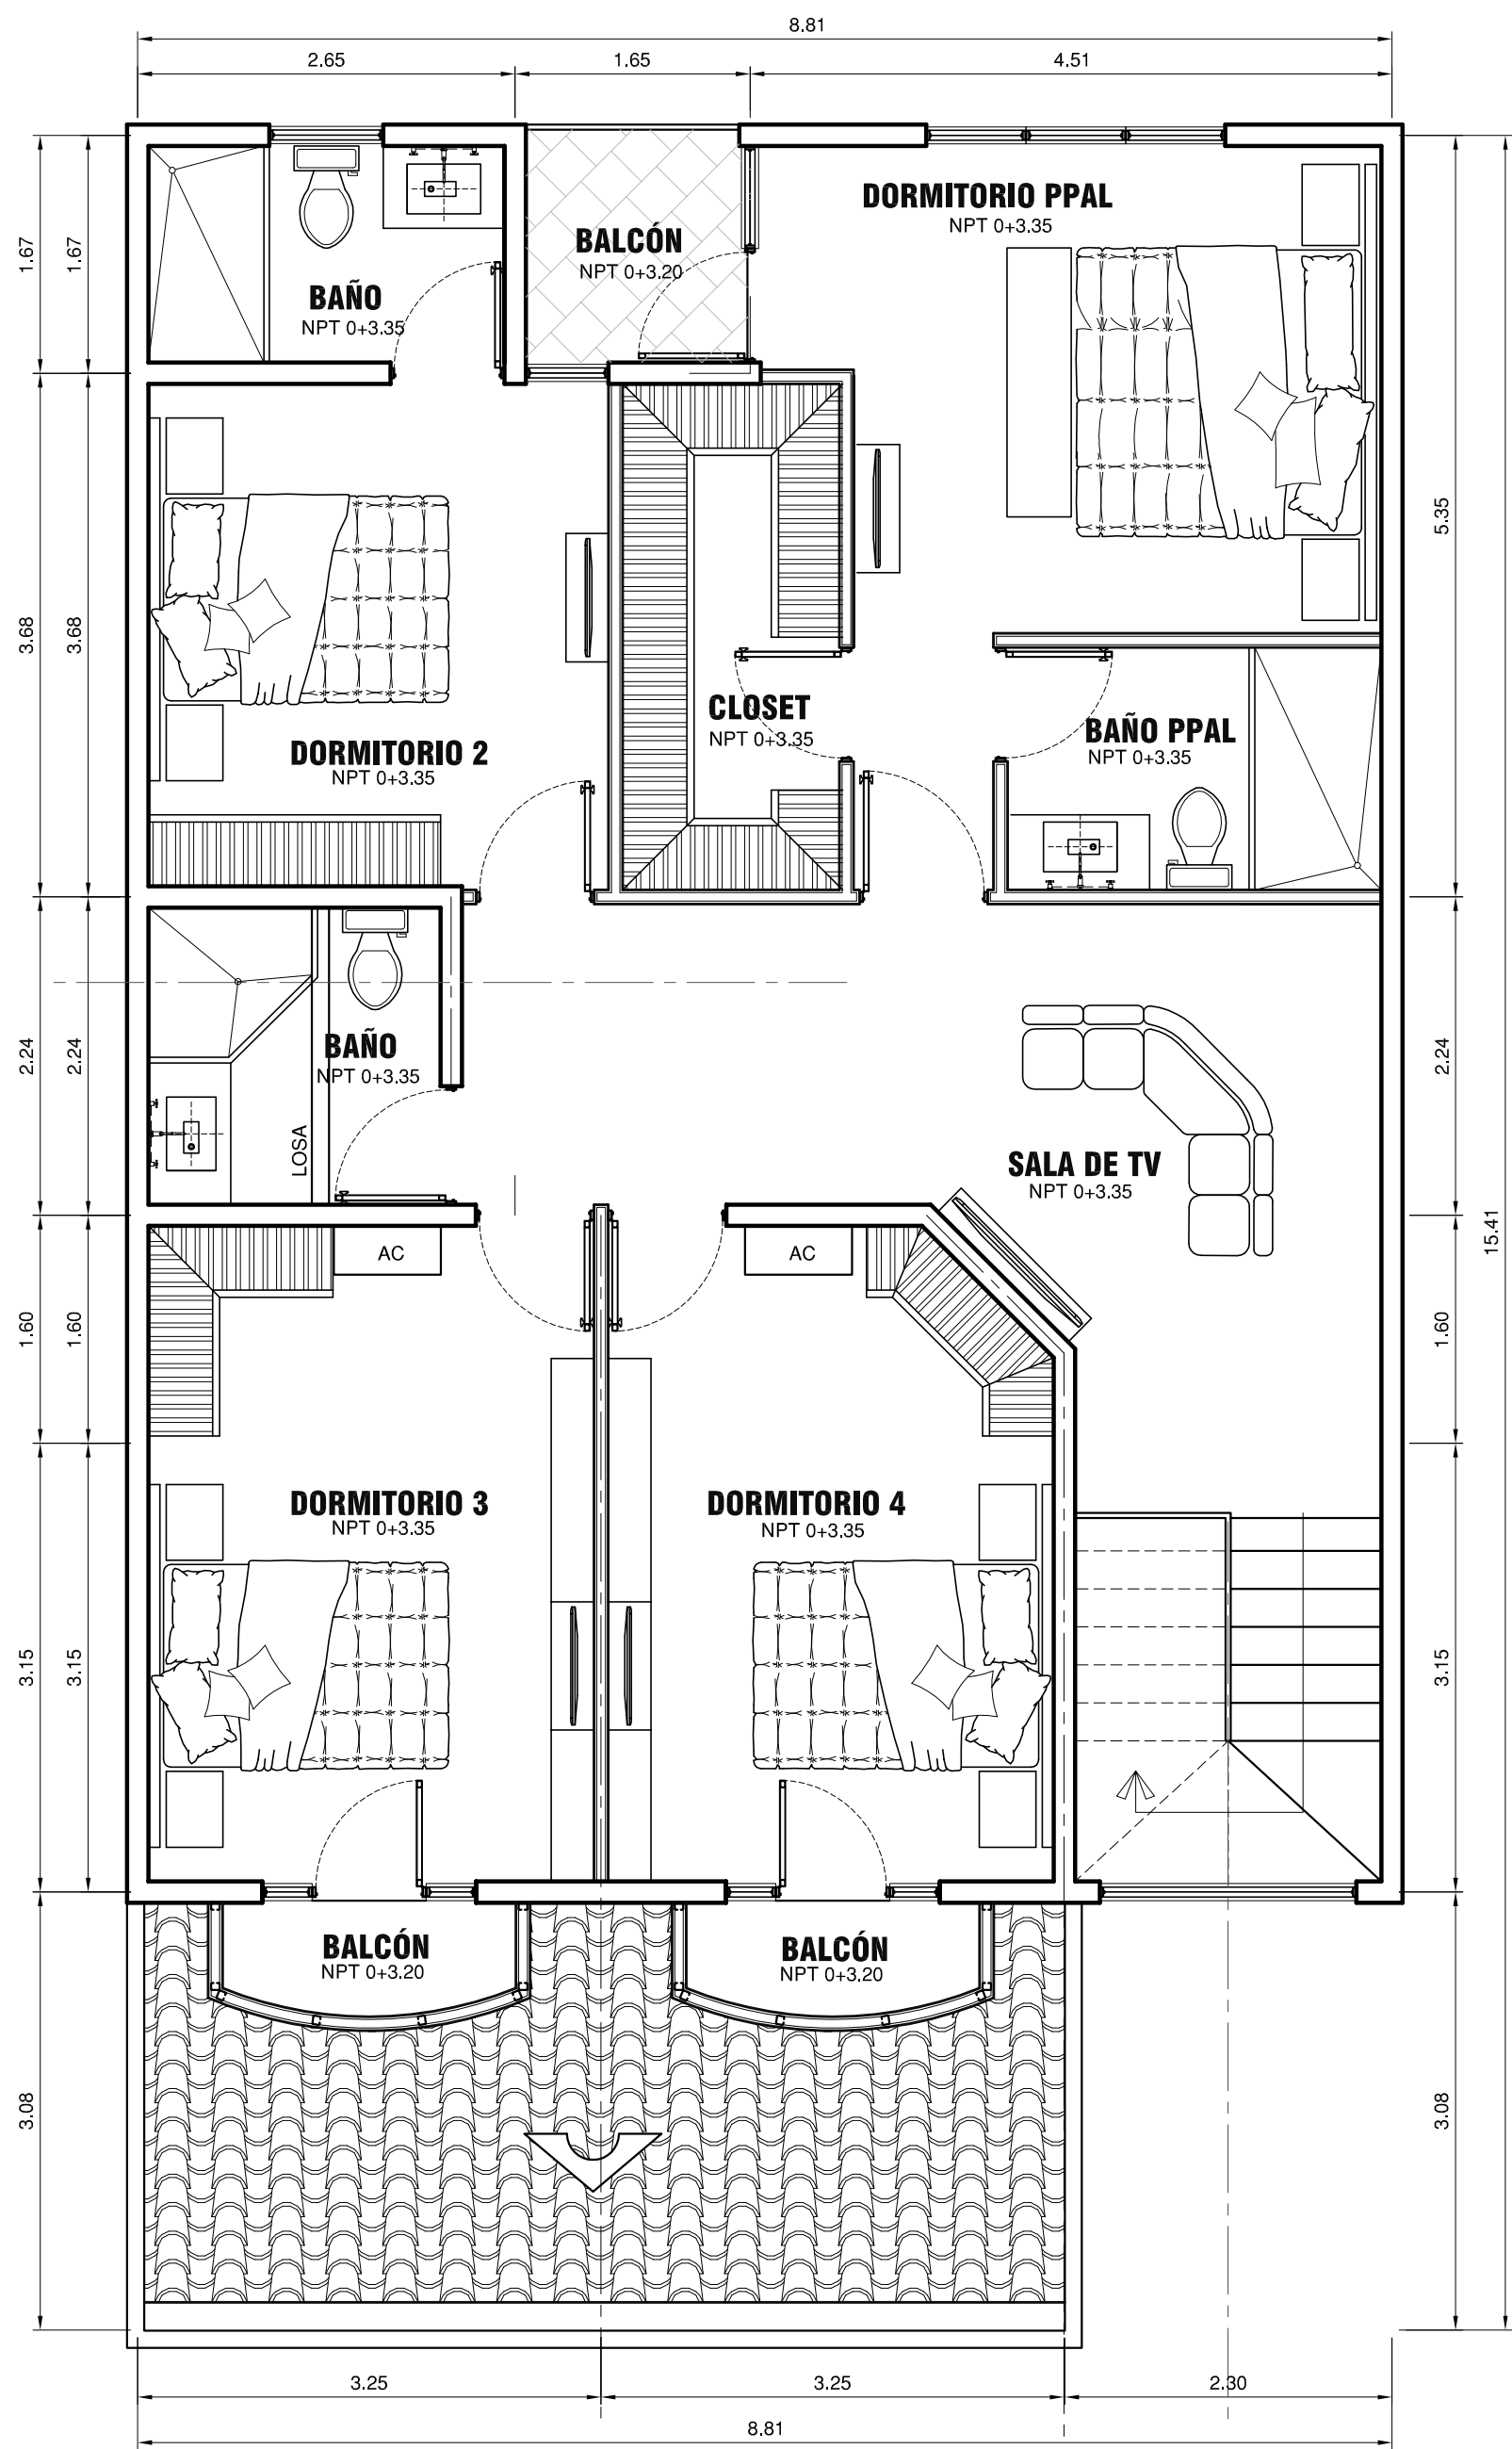 8.81
2.65
1.65
4.51
DORMITORIO PPAL
NPT 0+3.35
BALCÓN
NPT 0+3.20
BAÑO
NPT 0+3.35
1.67
1.67
5.35
3.68
3.68
CLOSET
NPT 0+3.35
BAÑO PPAL
NPT 0+3.35
DORMITORIO 2
NPT 0+3.35
BAÑO
NPT 0+3.35
2.24
2.24
2.24
LOSA
SALA DE TV
NPT 0+3.35
15.41
AC
AC
1.60
1.60
1.60
DORMITORIO 3
NPT 0+3.35
DORMITORIO 4
NPT 0+3.35
3.15
3.15
3.15
BALCÓN
NPT 0+3.20
BALCÓN
NPT 0+3.20
3.08
3.08
3.25
3.25
2.30
8.81